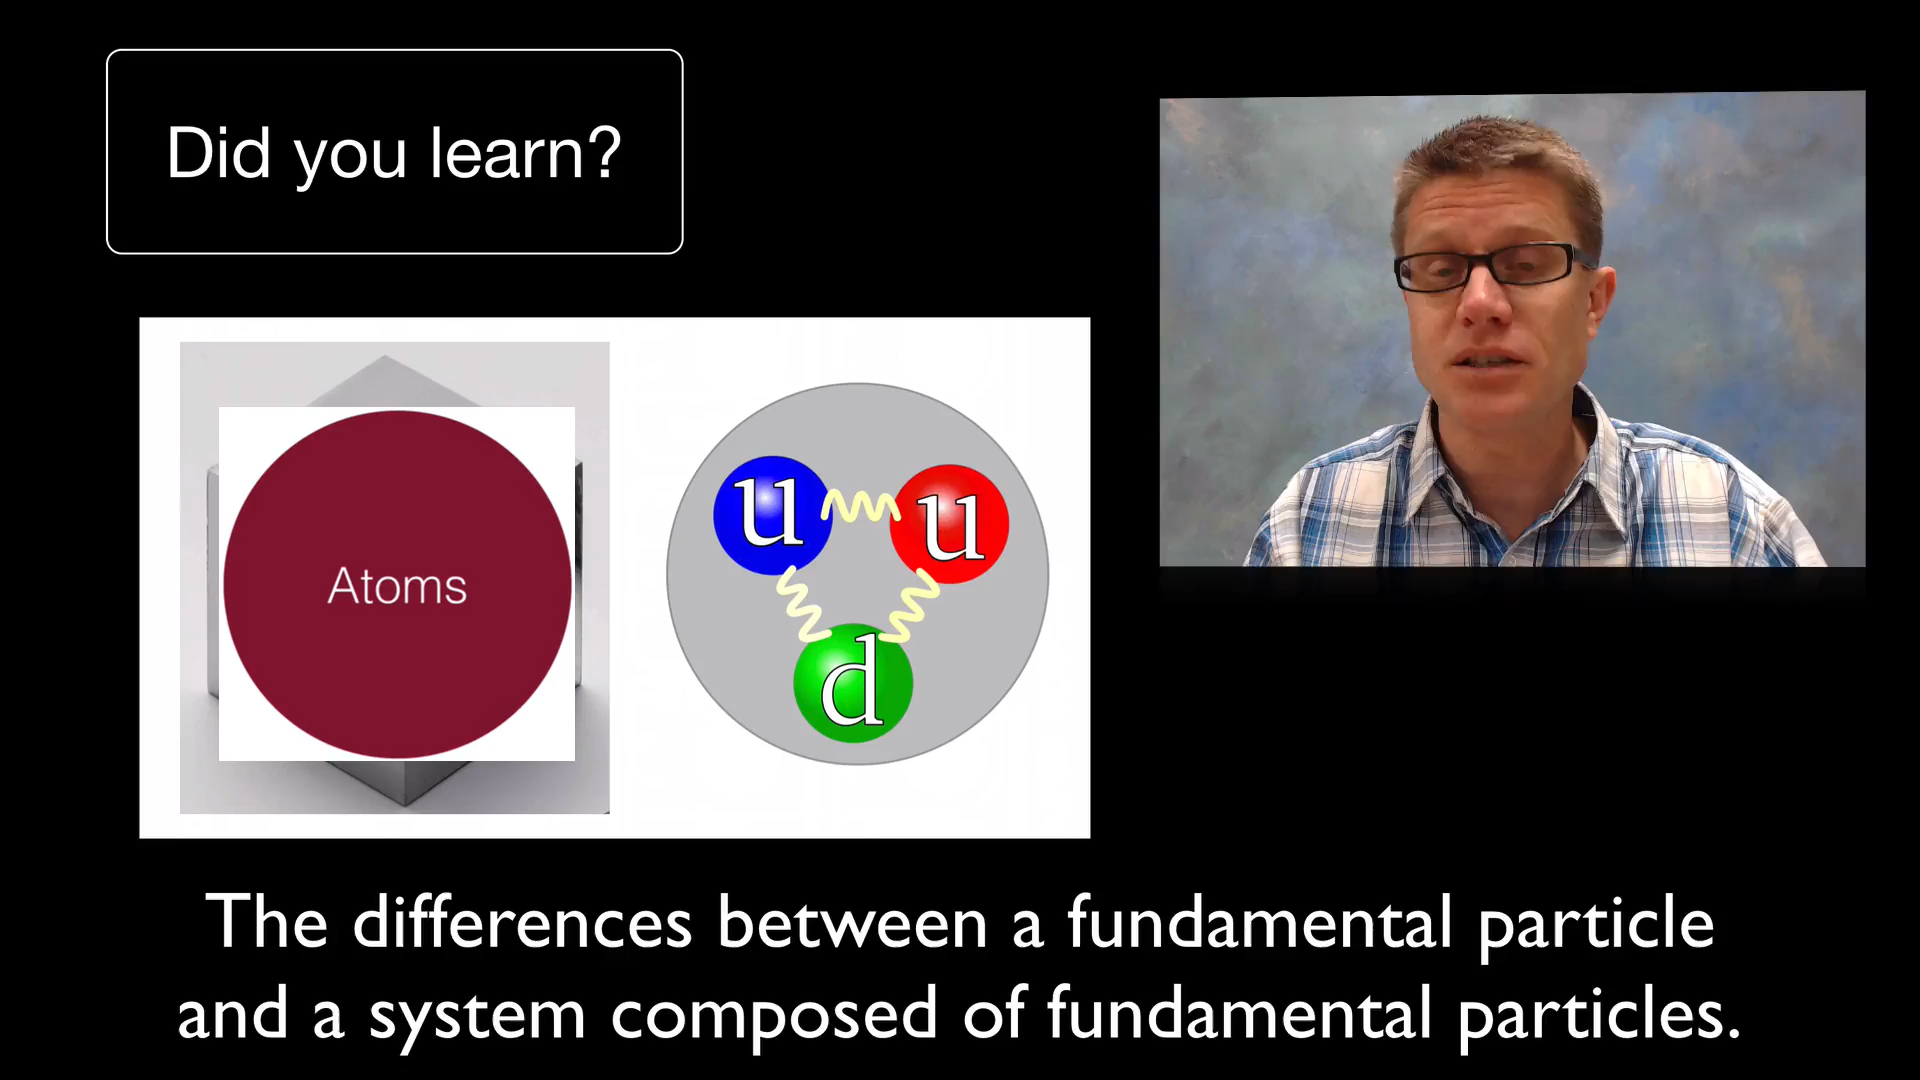 Did you learn?
Atoms
u
u
d
The differences between a fundamental particle
and a system composed of fundamental particles.